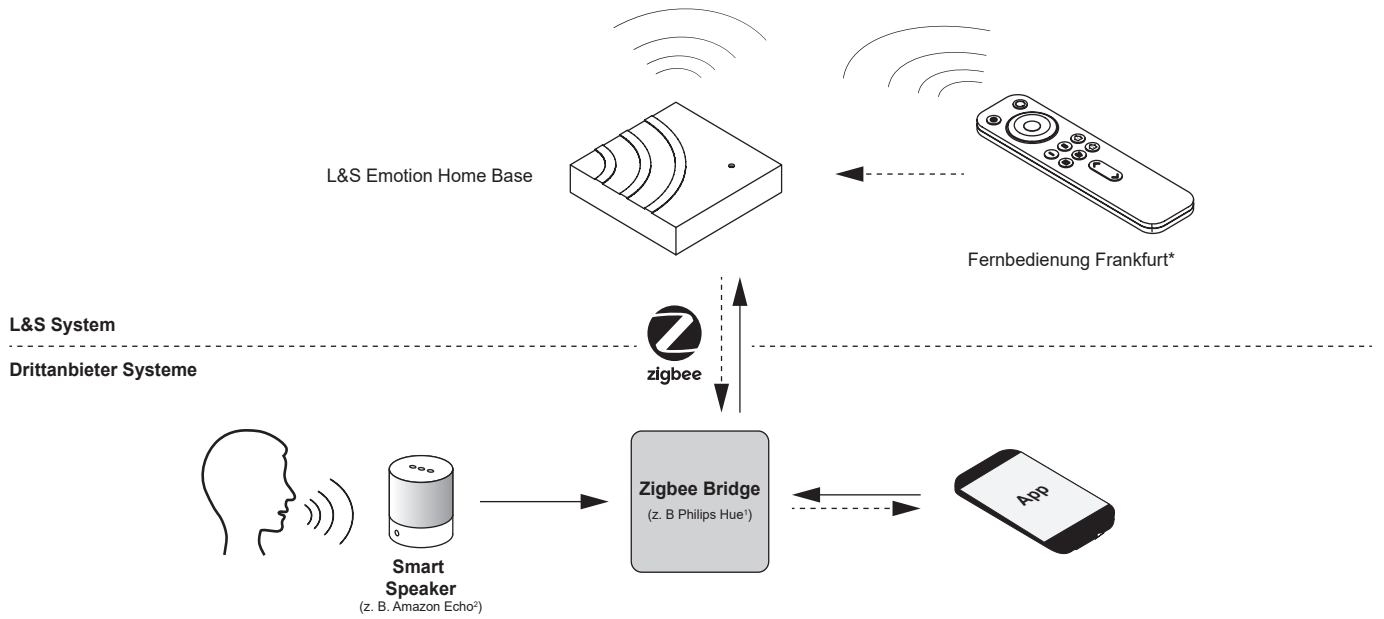 L&S Emotion Home Base
Fernbedienung Frankfurt*
L&S System
zigbee
Drittanbieter Systeme
Zigbee Bridge
(z. B Philips Hue¹)
App
Smart
Speaker
(z. B. Amazon Echo²)